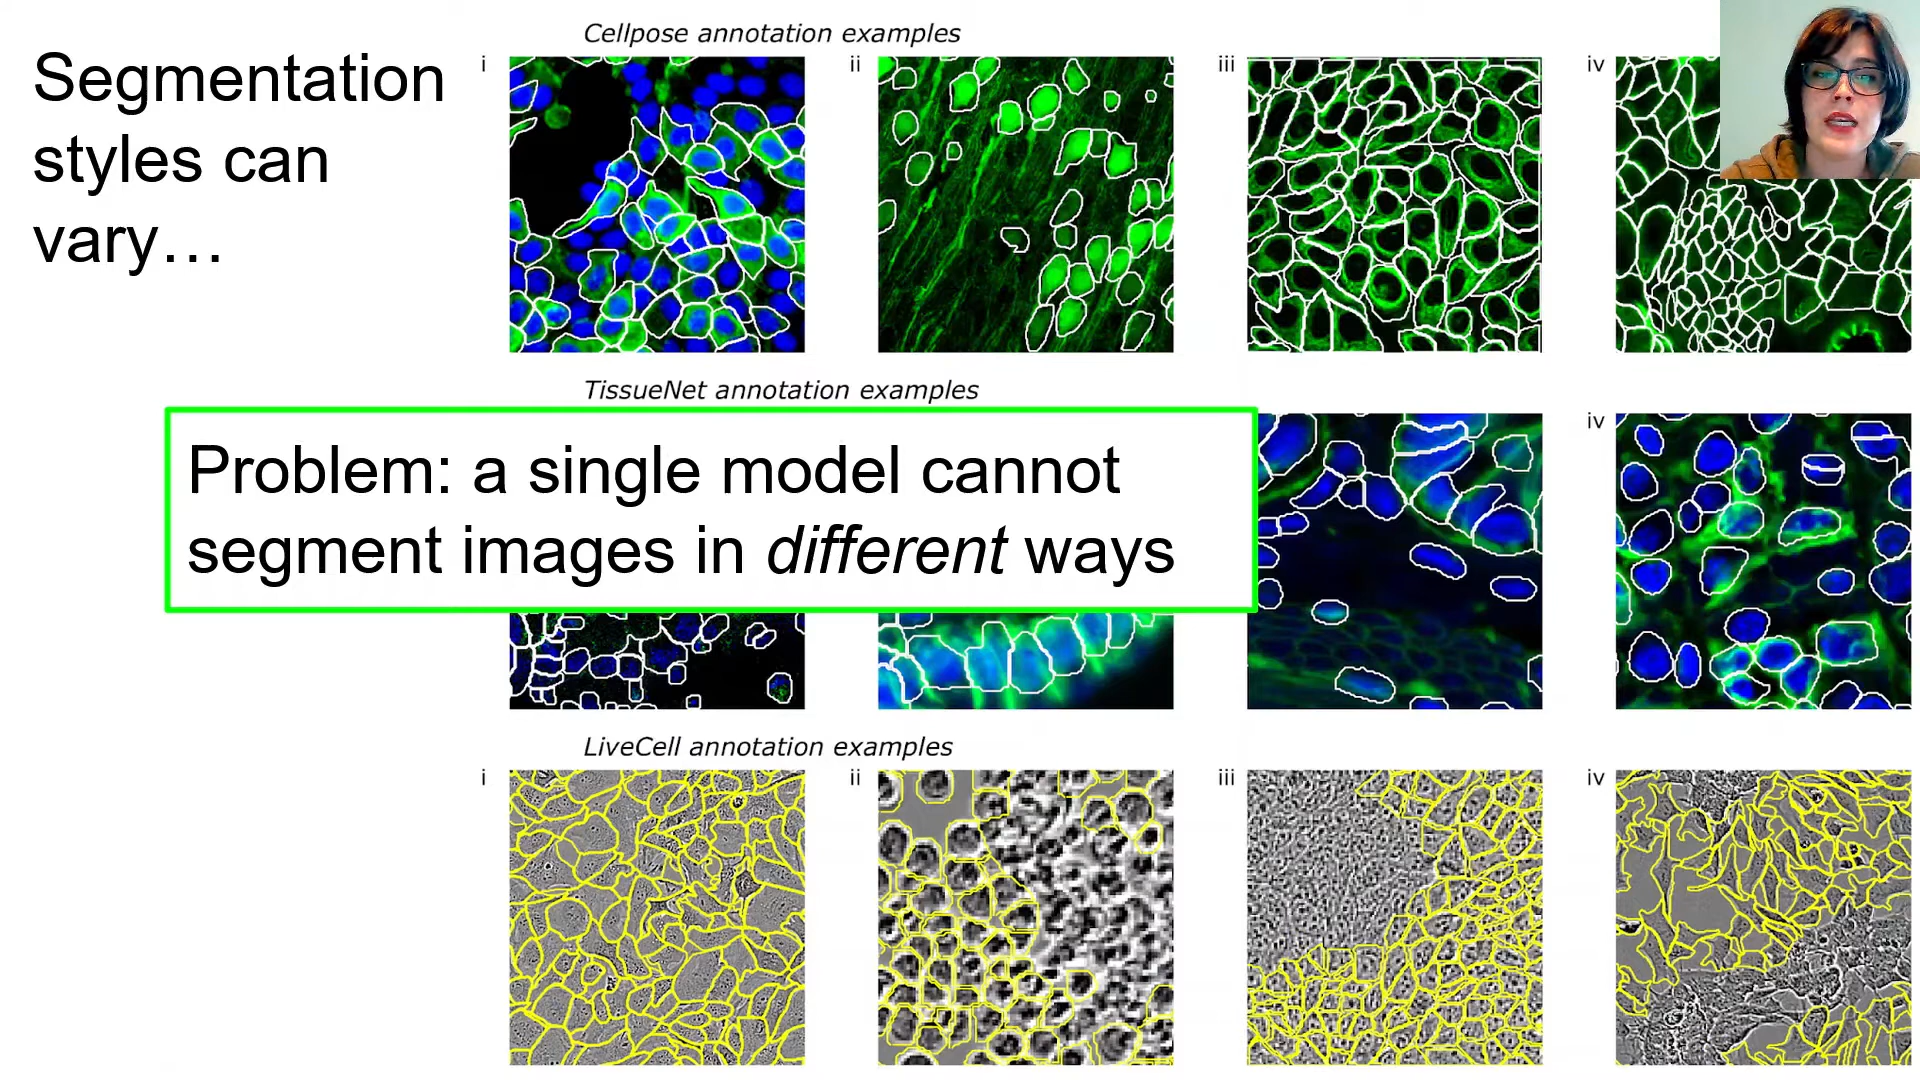 Segmentation
styles can
vary…
Cellpose annotation examples
i
ii
iii
iv
TissueNet annotation examples
iv
Problem: a single model cannot
segment images in different ways
LiveCell annotation examples
i
ii
iii
iv